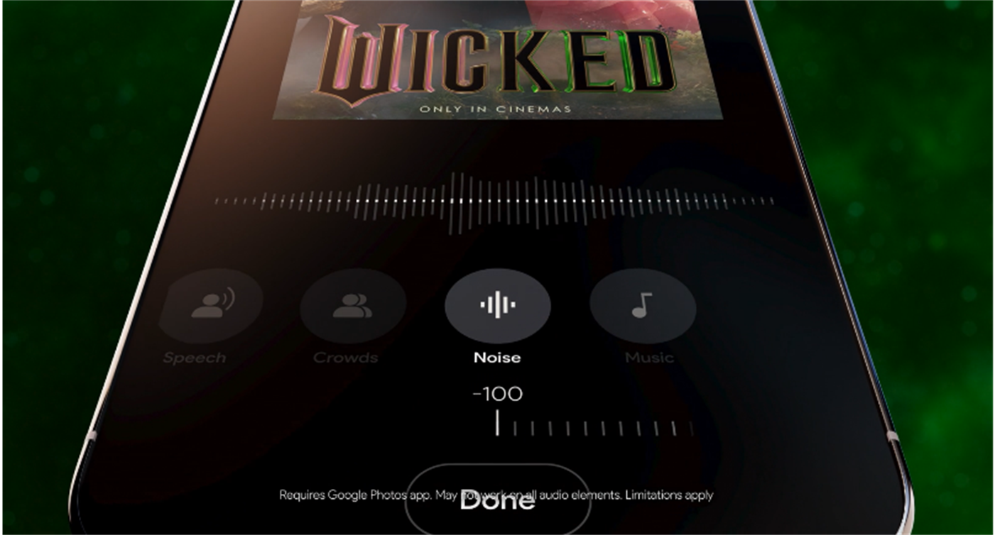 WICKED
ONLY IN CINEMAS
Speech Crowds Noise Music
-100
Requires Google Photos app. May not work on all audio elements. Limitations apply
Done